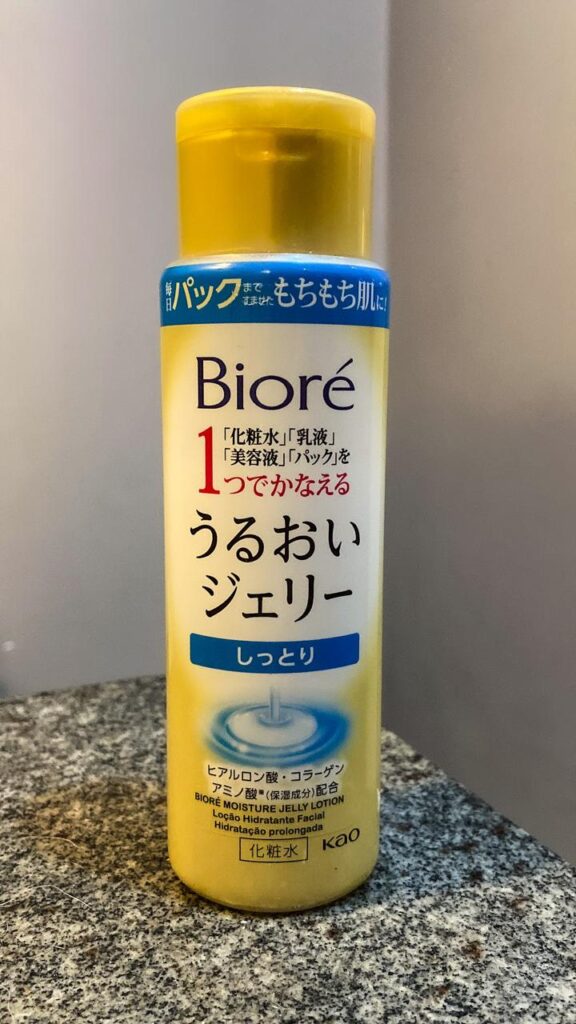 毎日パックまですませたもちもち肌に!
Bioré
「化粧水」「乳液」
「美容液」「パック」を
1つでかなえる
うるおい
ジェリー
しっとり
ヒアルロン酸・コラーゲン
アミノ酸※(保湿成分)配合
BIORÉ MOISTURE JELLY LOTION
Loção Hidratante Facial
Hidratação prolongada
化粧水
Kao